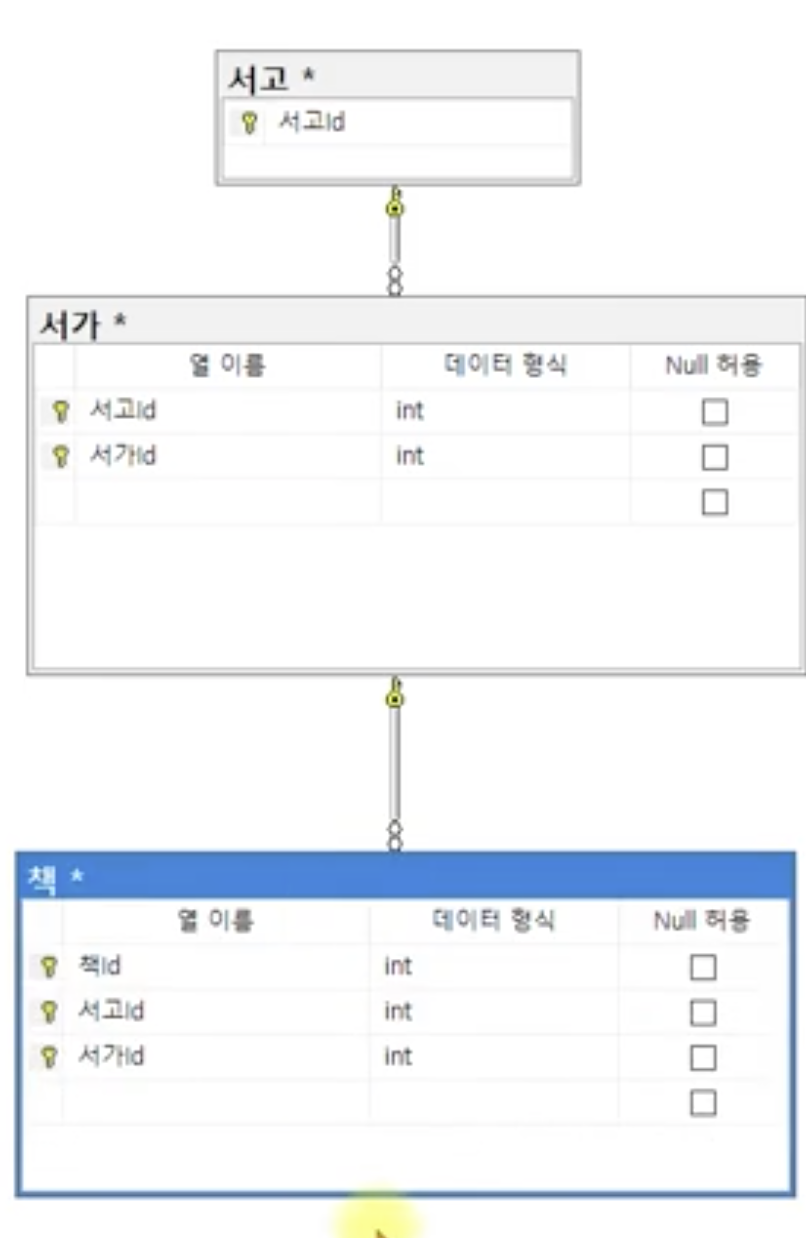 서고 *
서고Id
서가 *
열 이름 데이터 형식 Null 허용
서고Id int
서가Id int
책 *
열 이름 데이터 형식 Null 허용
책Id int
서고Id int
서가Id int